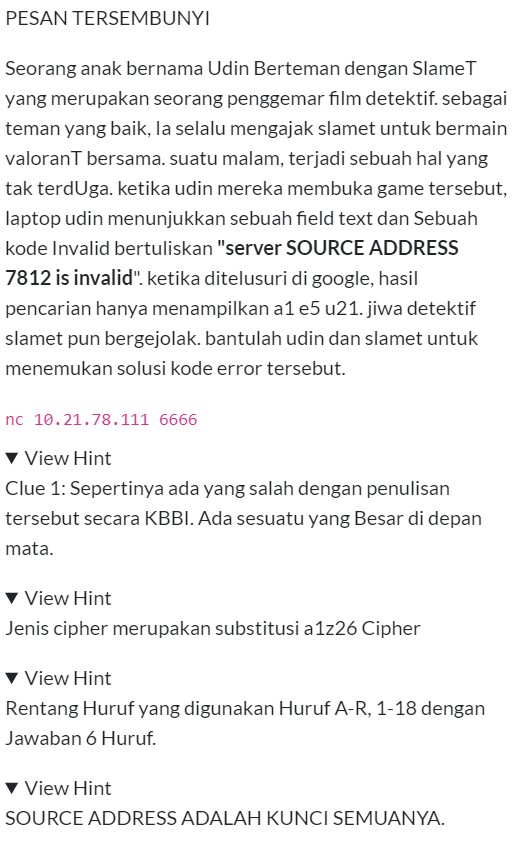 PESAN TERSEMBUNYI
Seorang anak bernama Udin Berteman dengan SlameT
yang merupakan seorang penggemar film detektif. sebagai
teman yang baik, Ia selalu mengajak slamet untuk bermain
valoranT bersama. suatu malam, terjadi sebuah hal yang
tak terdUga. ketika udin mereka membuka game tersebut,
laptop udin menunjukkan sebuah field text dan Sebuah
kode Invalid bertuliskan "server SOURCE ADDRESS
7812 is invalid". ketika ditelusuri di google, hasil
pencarian hanya menampilkan a1 e5 u21. jiwa detektif
slamet pun bergejolak. bantulah udin dan slamet untuk
menemukan solusi kode error tersebut.
nc 10.21.78.111 6666
▼ View Hint
Clue 1: Sepertinya ada yang salah dengan penulisan
tersebut secara KBBI. Ada sesuatu yang Besar di depan
mata.
▼ View Hint
Jenis cipher merupakan substitusi a1z26 Cipher
▼ View Hint
Rentang Huruf yang digunakan Huruf A-R, 1-18 dengan
Jawaban 6 Huruf.
▼ View Hint
SOURCE ADDRESS ADALAH KUNCI SEMUANYA.